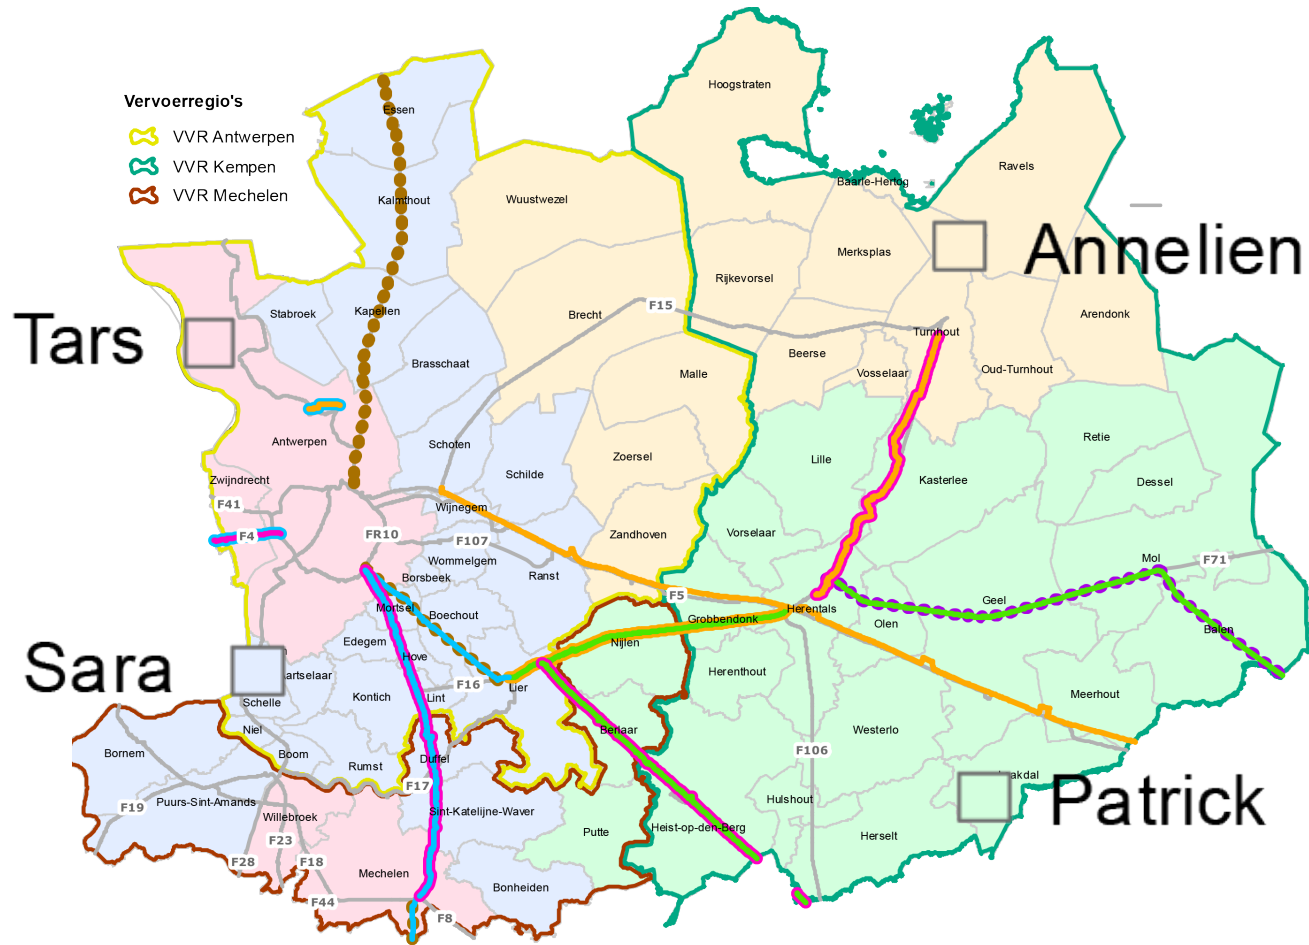 Vervoerregio's
VVR Antwerpen
VVR Kempen
VVR Mechelen
Essen
Hoogstraten
Ravels
Baarle-Hertog
Kalmthout
Wuustwezel
Merksplas
Annelien
Rijkevorsel
Stabroek
Kapellen
Brecht
F15
Arendonk
Tars
Turnhout
Beerse
Brasschaat
Malle
Vosselaar
Oud-Turnhout
Antwerpen
Schoten
Zoersel
Lille
Retie
Schilde
Zwijndrecht
Kasterlee
Dessel
F41
Wijnegem
F4
FR10
F107
Zandhoven
Vorselaar
Wommelgem
Mol
F71
Borsbeek
Ranst
F5
Geel
Mortsel
Boechout
Grobbendonk
Herentals
Olen
Balen
Edegem
Hove
Nijlen
Sara
Herenthout
artselaar
Kontich
Lint
F16
Lier
Meerhout
Schelle
Niel
Berlaar
Westerlo
Bornem
Boom
Rumst
Duffel
F106
akdal
F17
Patrick
F19
Puurs-Sint-Amands
Willebroek
Sint-Katelijne-Waver
Hulshout
Putte
Heist-op-den-Berg
Herselt
F23
F28
F18
Mechelen
Bonheiden
F44
F8